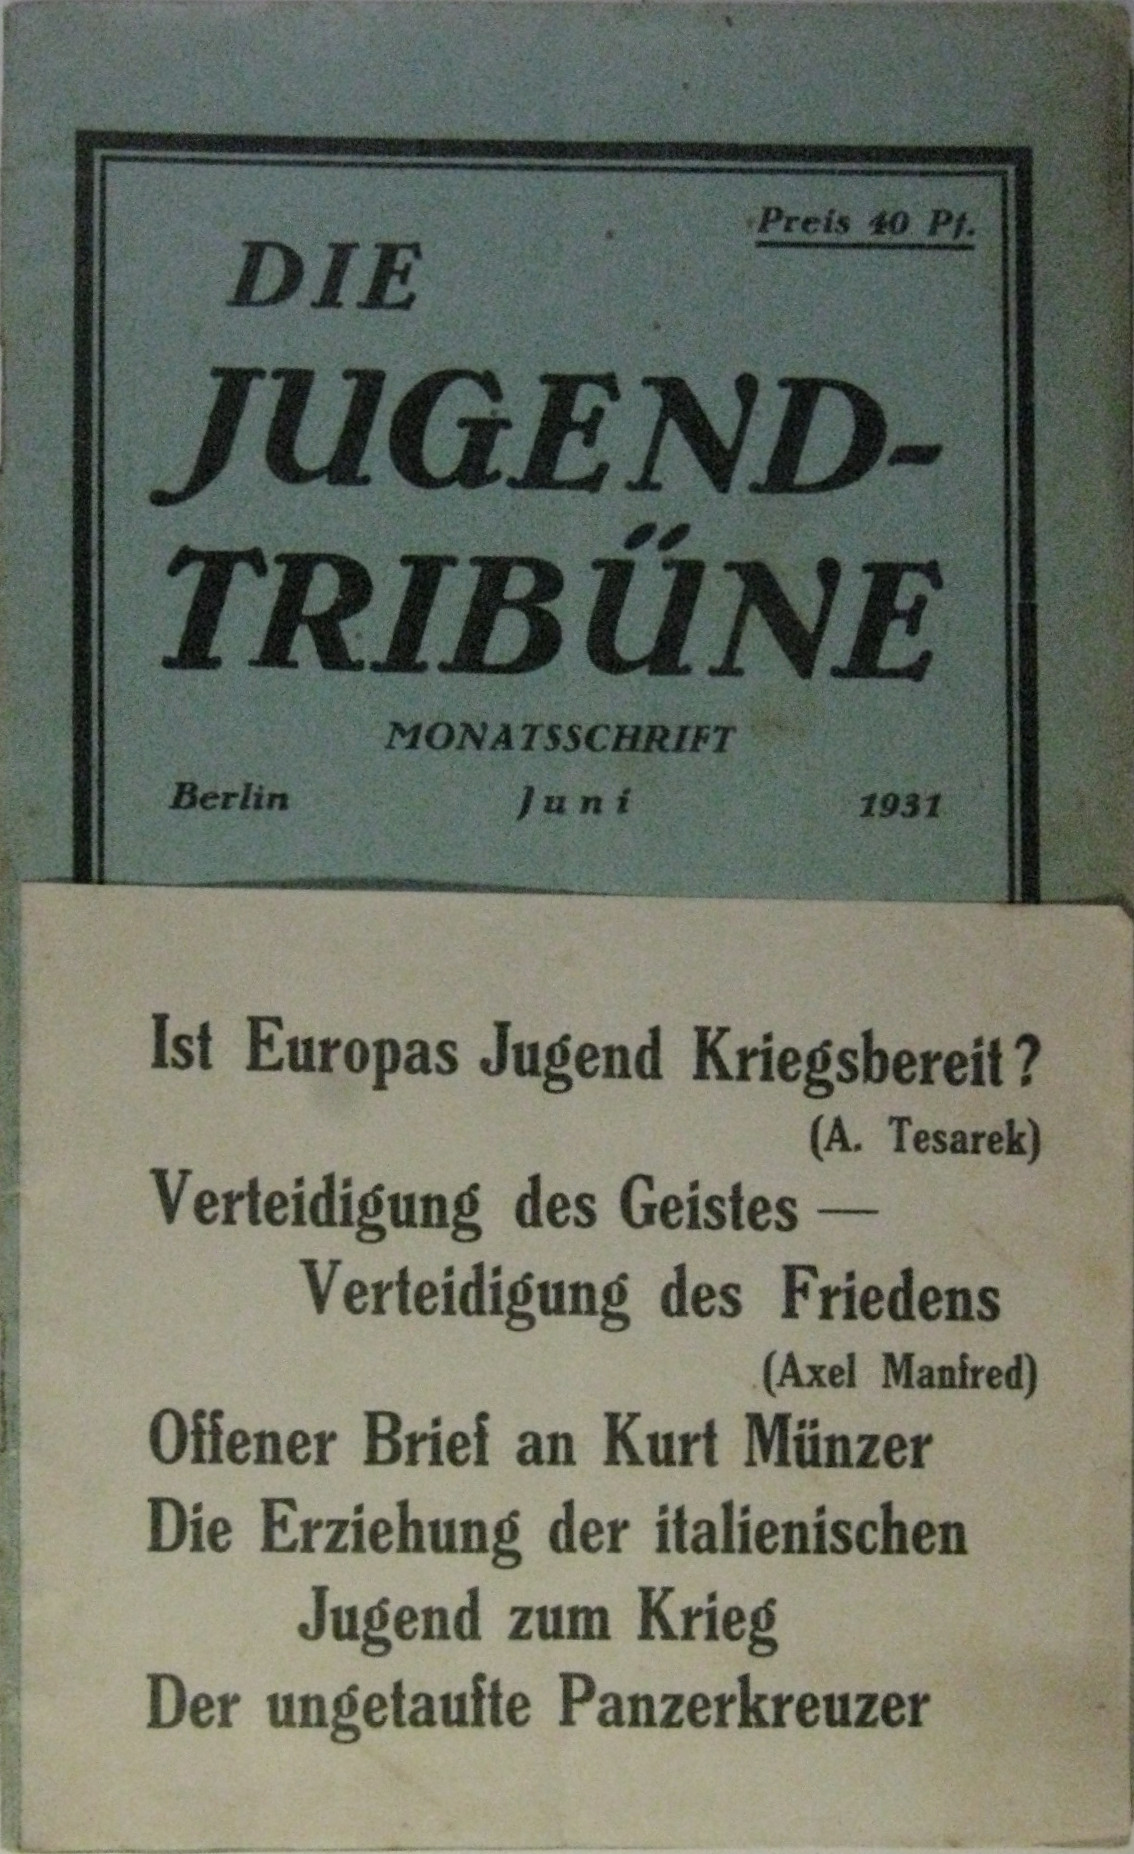 Preis 40 Pf.
DIE
JUGEND-
TRIBÜNE
MONATSSCHRIFT
Berlin Juni 1931
Ist Europas Jugend Kriegsbereit?
(A. Tesarek)
Verteidigung des Geistes —
Verteidigung des Friedens
(Axel Manfred)
Offener Brief an Kurt Münzer
Die Erziehung der italienischen
Jugend zum Krieg
Der ungetaufte Panzerkreuzer